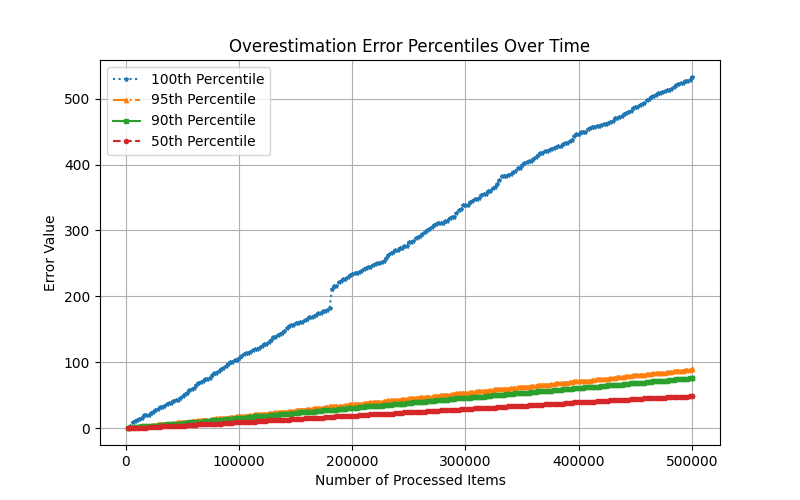 Overestimation Error Percentiles Over Time
100th Percentile
95th Percentile
90th Percentile
50th Percentile
500
400
300
200
100
0
Error Value
0 100000 200000 300000 400000 500000
Number of Processed Items